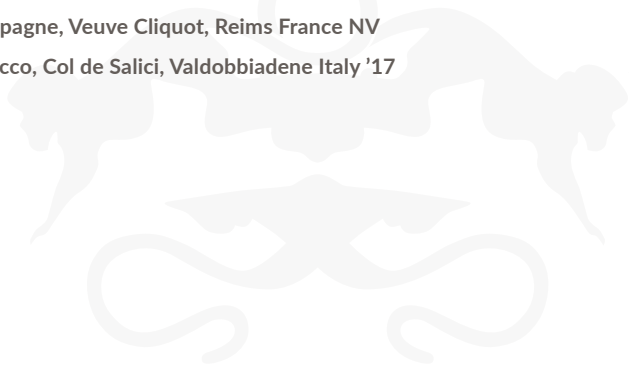 pagne, Veuve Cliquot, Reims France NV
cco, Col de Salici, Valdobbiadene Italy ’17